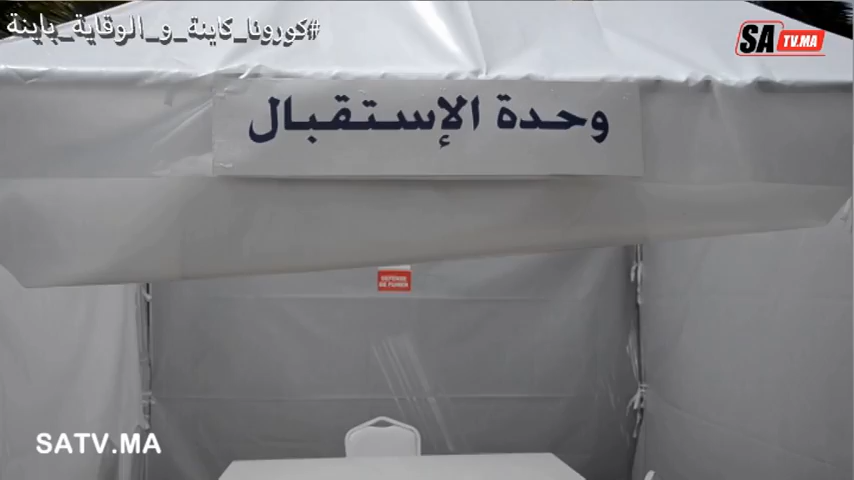 #كورونا_كاينة_و_الوقاية_باينة
SA TV.MA
وحدة الإستقبال
DEFENSE
DE FUMER
SATV.MA